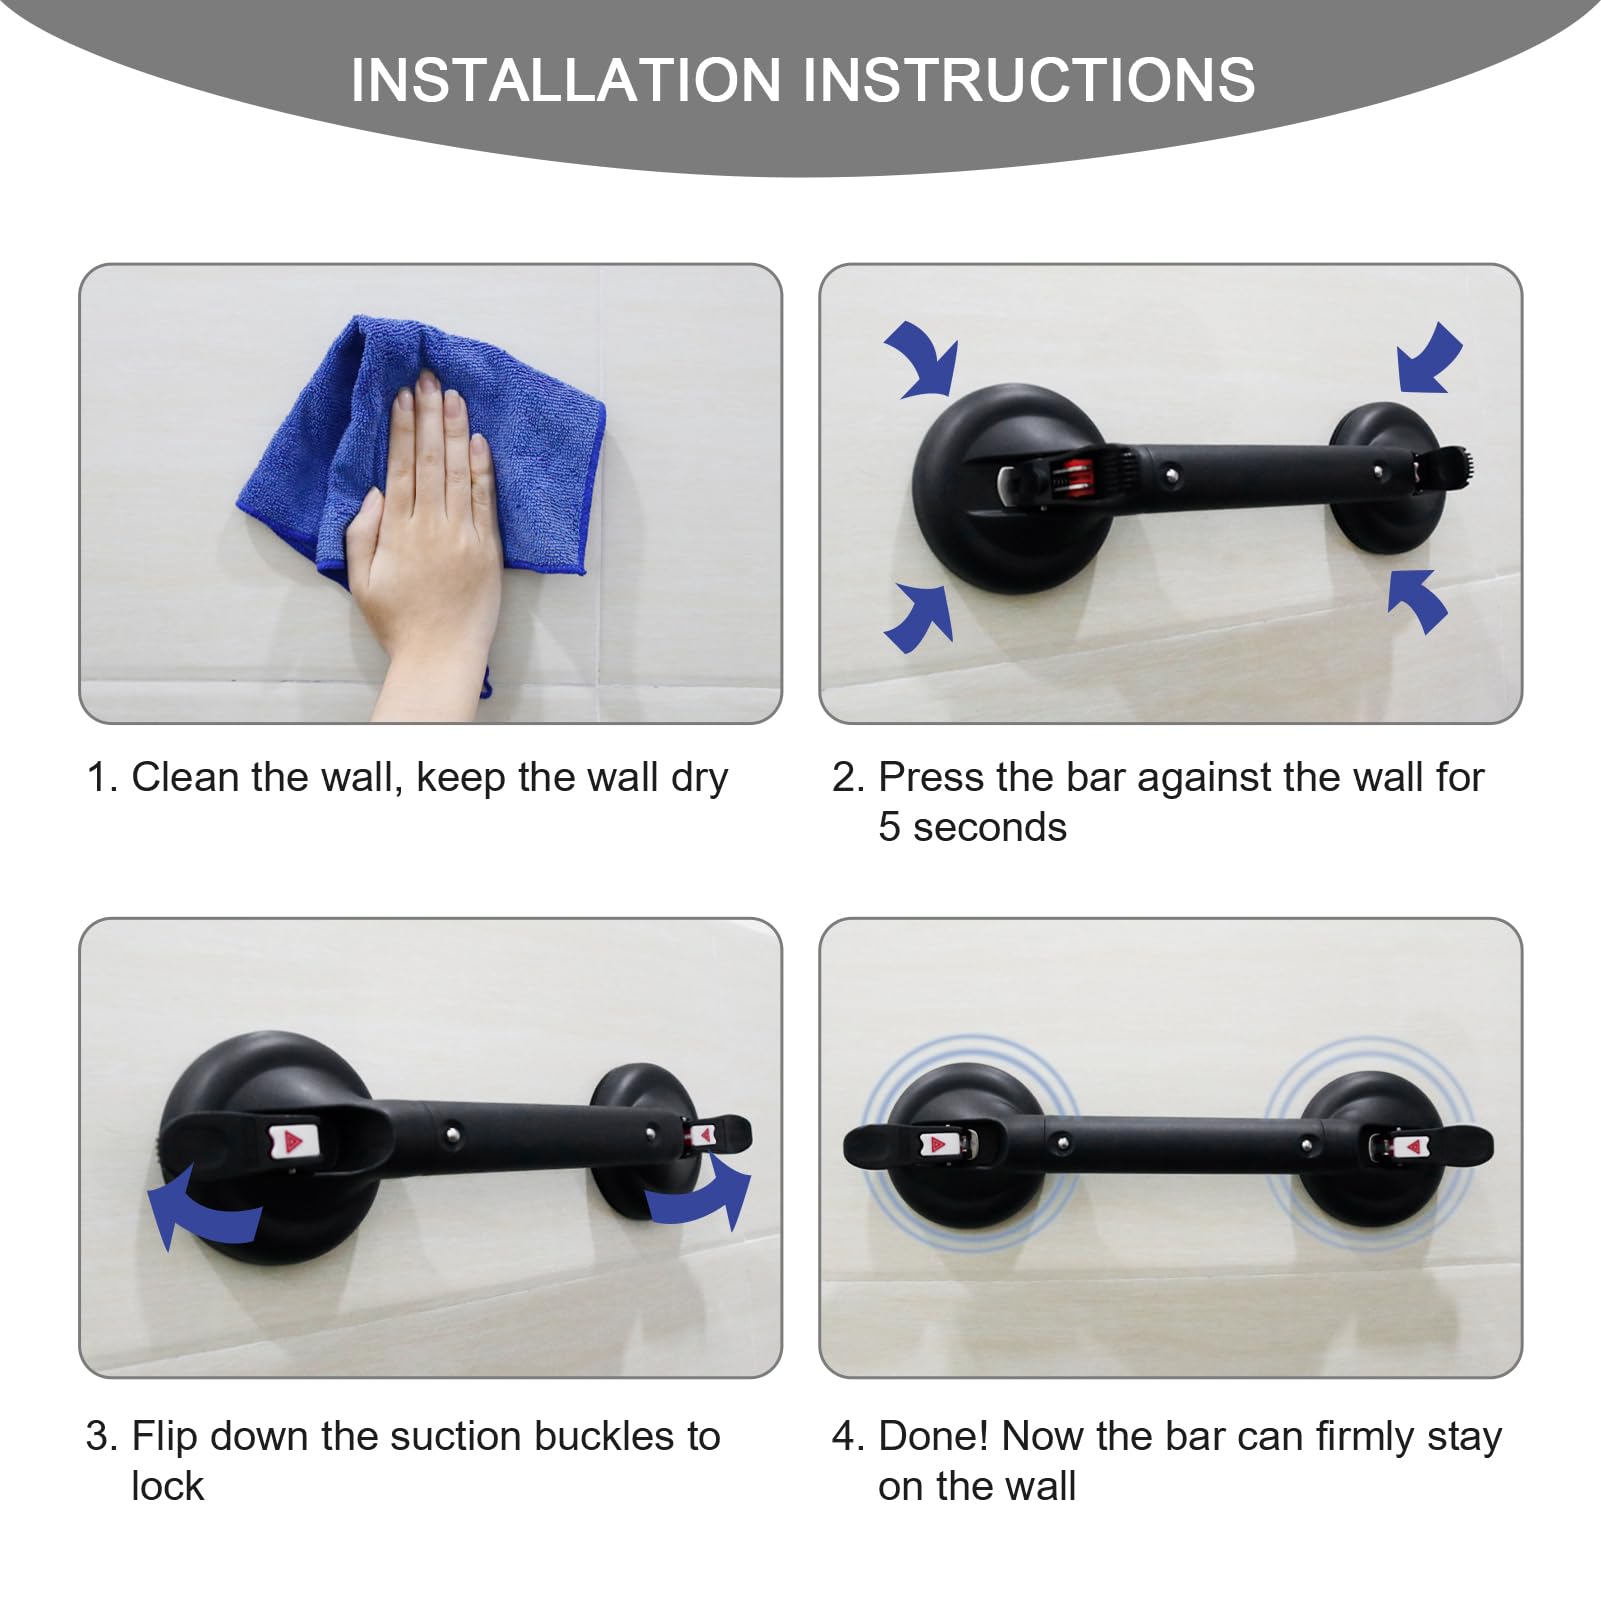 INSTALLATION INSTRUCTIONS
1. Clean the wall, keep the wall dry
2. Press the bar against the wall for
5 seconds
3. Flip down the suction buckles to
lock
4. Done! Now the bar can firmly stay
on the wall